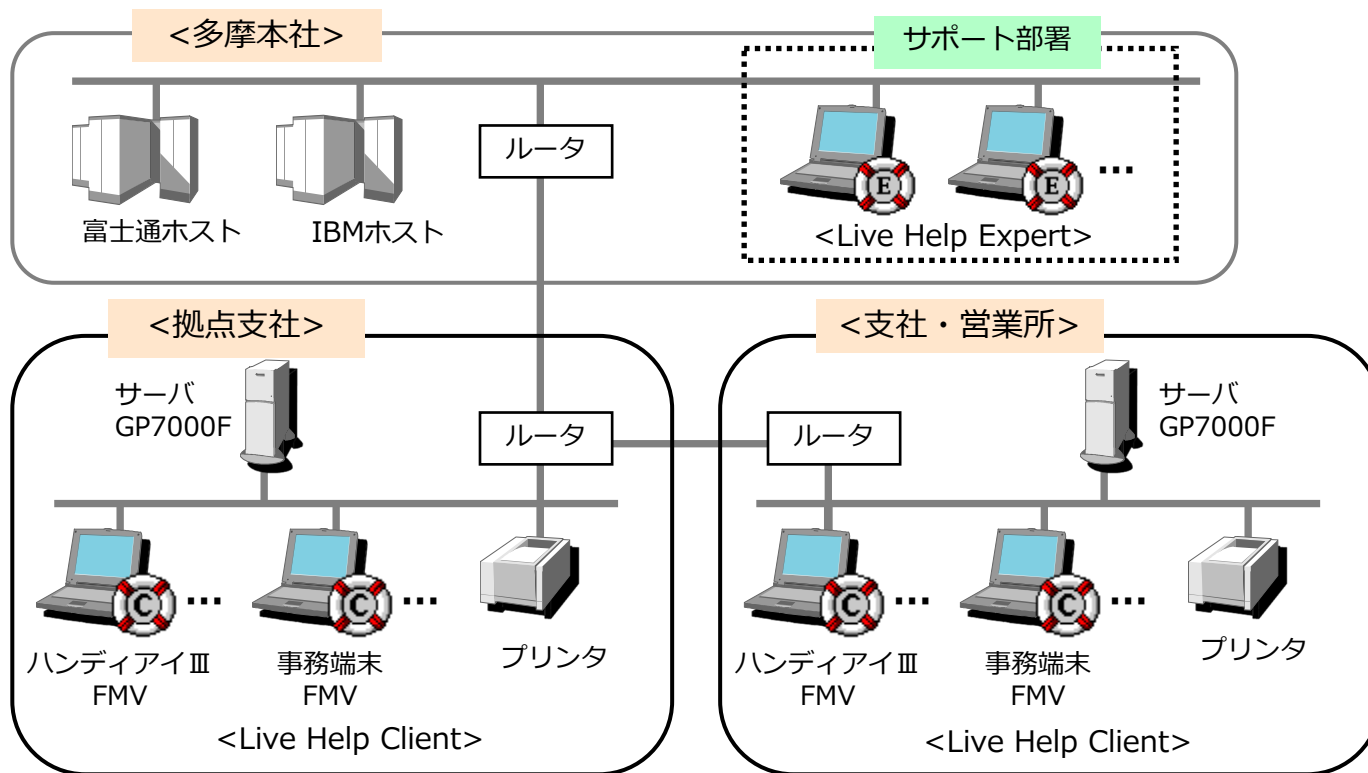 <多摩本社>
サポート部署
ルータ
E
E
...
富士通ホスト
IBMホスト
<Live Help Expert>
<拠点支社>
サーバ
GP7000F
ルータ
C
...
C
...
ハンディアイⅢ
FMV
事務端末
FMV
プリンタ
<Live Help Client>
<支社・営業所>
ルータ
サーバ
GP7000F
C
...
C
...
ハンディアイⅢ
FMV
事務端末
FMV
プリンタ
<Live Help Client>